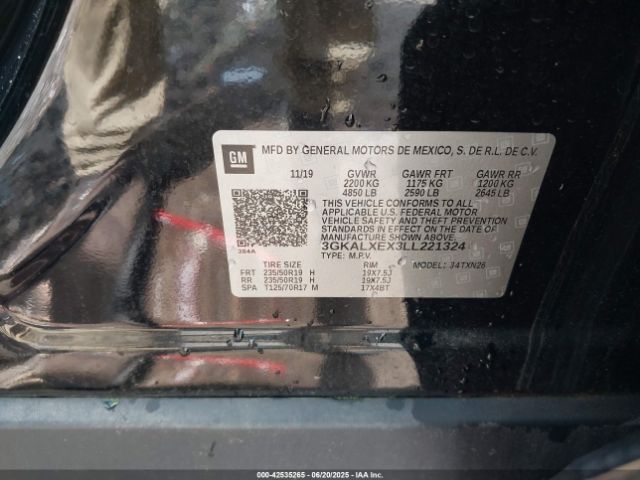 GM
MFD BY GENERAL MOTORS DE MEXICO, S. DE R.L. DE C.V.
11/19 GVWR GAWR FRT GAWR RR
2200 KG 1175 KG 1200 KG
4850 LB 2590 LB 2645 LB
THIS VEHICLE CONFORMS TO ALL
APPLICABLE U.S. FEDERAL MOTOR
VEHICLE SAFETY AND THEFT PREVENTION
STANDARDS IN EFFECT ON THE DATE OF
MANUFACTURE SHOWN ABOVE.
384A
3GKALXEX3LL221324
TYPE: M.P.V. MODEL: 34TXN26
TIRE SIZE RIM
FRT 235/50R19 H 19X7.5J
RR 235/50R19 H 19X7.5J
SPA T125/70R17 M 17X4BT
© IAA - 42535265 - 06/20/2025 - IAAI.COM